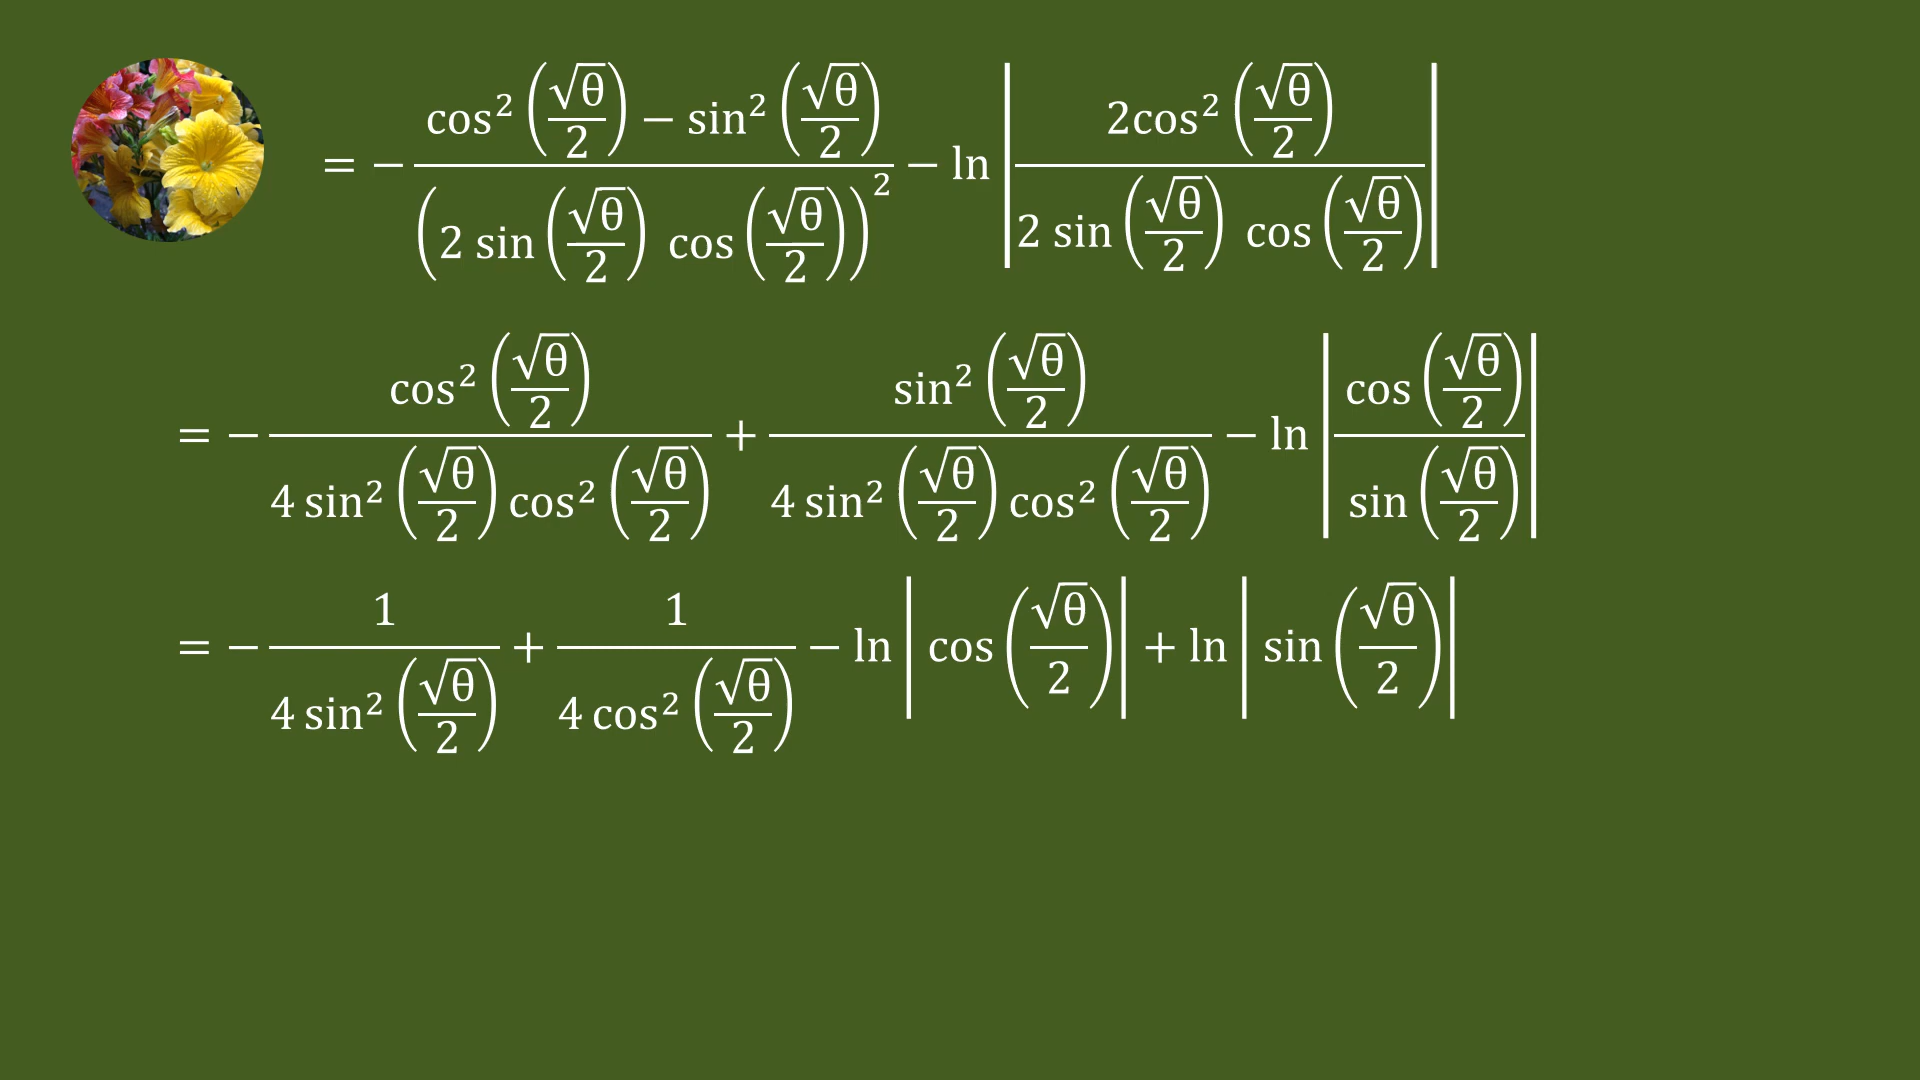 = − (cos²(√θ/2) − sin²(√θ/2)) / (2 sin(√θ/2) cos(√θ/2))² − ln |2cos²(√θ/2) / (2 sin(√θ/2) cos(√θ/2))|
= − cos²(√θ/2) / (4 sin²(√θ/2) cos²(√θ/2)) + sin²(√θ/2) / (4 sin²(√θ/2) cos²(√θ/2)) − ln |cos(√θ/2) / sin(√θ/2)|
= − 1 / (4 sin²(√θ/2)) + 1 / (4 cos²(√θ/2)) − ln |cos(√θ/2)| + ln |sin(√θ/2)|